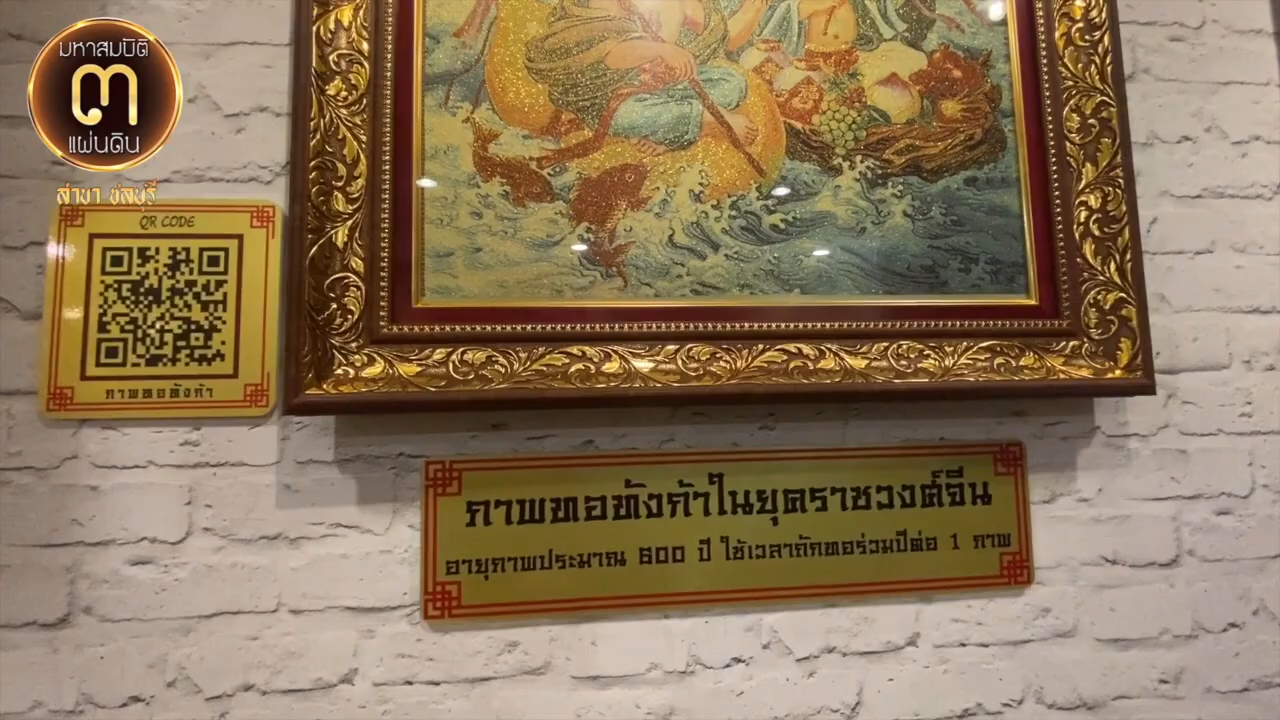 มหาสมบัติ
๓
แผ่นดิน
สาขา ชลบุรี
QR CODE
ภาพทอทังก้า
ภาพทอทังก้าในยุคราชวงศ์จีน
อายุภาพประมาณ 600 ปี ใช้เวลาถักทอร่วมปีต่อ 1 ภาพ